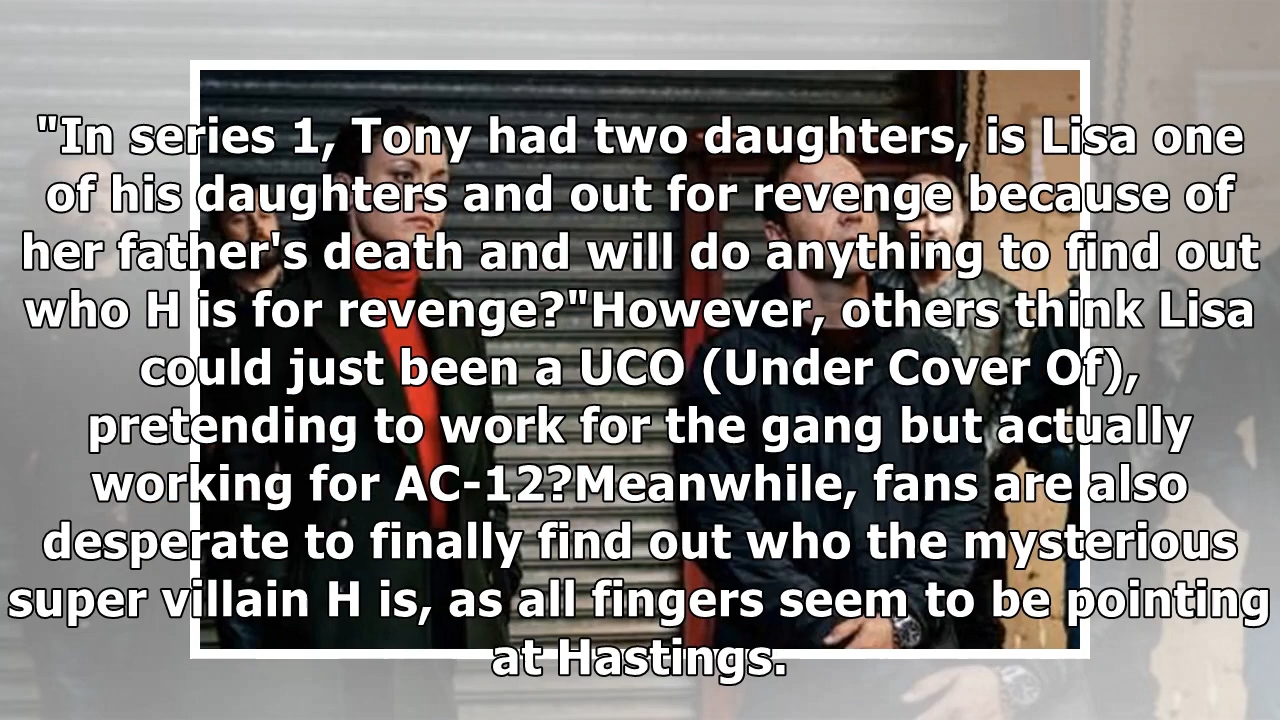 "In series 1, Tony had two daughters, is Lisa one
of his daughters and out for revenge because of
her father's death and will do anything to find out
who H is for revenge?"However, others think Lisa
could just been a UCO (Under Cover Of),
pretending to work for the gang but actually
working for AC-12?Meanwhile, fans are also
desperate to finally find out who the mysterious
super villain H is, as all fingers seem to be pointing
at Hastings.